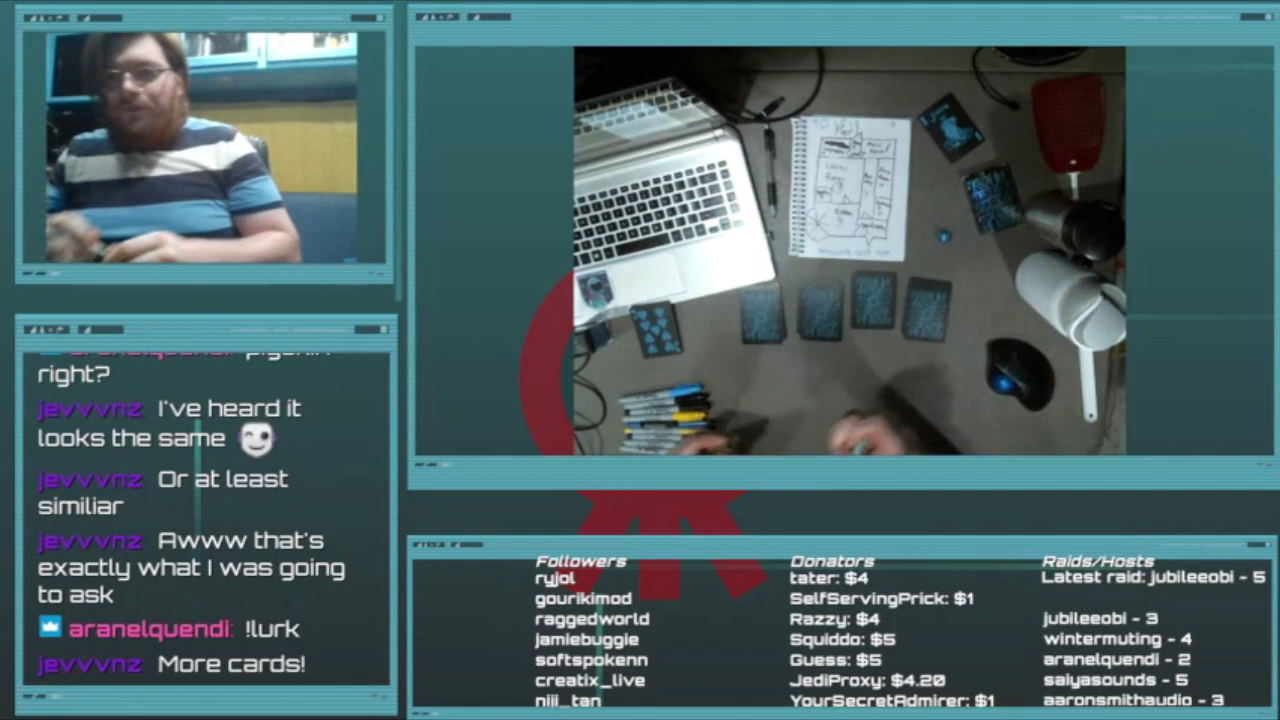 right?
jevvvnz I've heard it
looks the same
jevvvnz Or at least
similiar
jevvvnz Awww that's
exactly what I was going
to ask
aranelquendi: !lurk
jevvvnz More cards!
Followers
ryjol
gourikimod
raggedworld
jamiebuggie
softspokenn
creatix_live
niji_tan
Donators
tater: $4
SelfServingPrick: $1
Razzy: $4
Squiddo: $5
Guess: $5
JediProxy: $4.20
YourSecretAdmirer: $1
Raids/Hosts
Latest raid: jubileeobi - 5
jubileeobi - 3
wintermuting - 4
aranelquendi - 2
saiyasounds - 5
aaronsmithaudio - 3